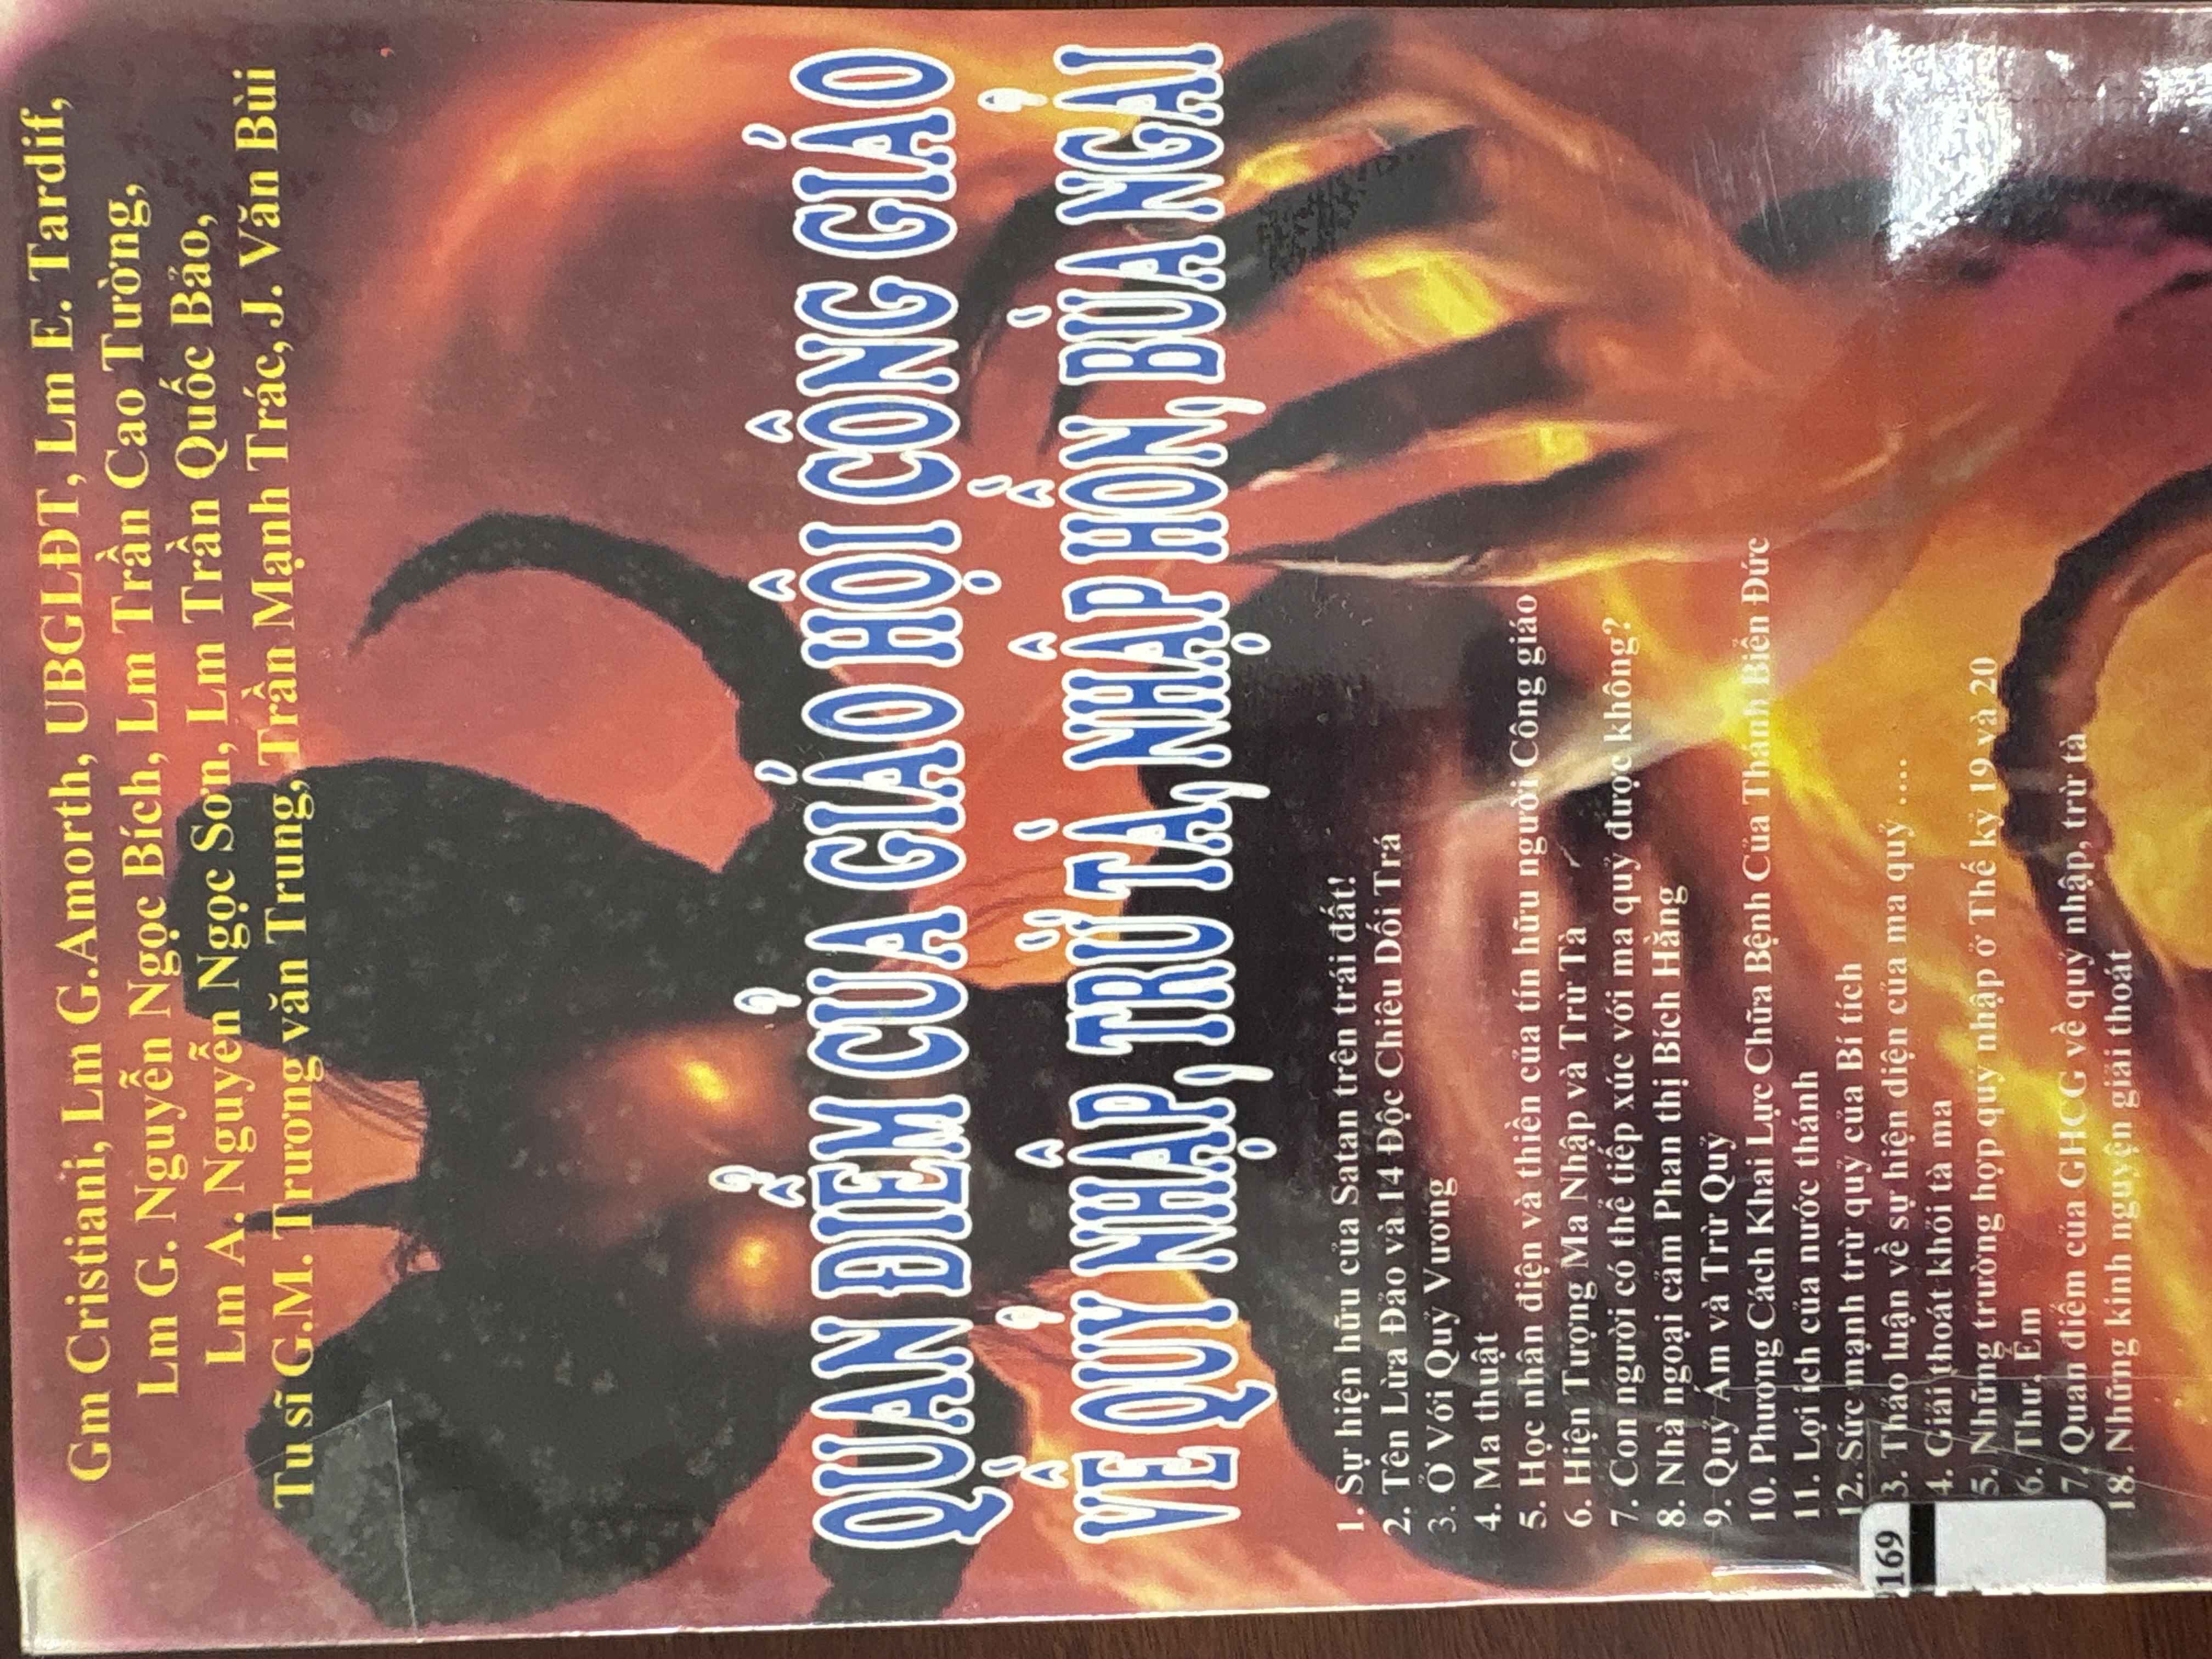 Gm Cristiani, Lm G.Amorth, UBGLĐT, Lm E. Tardif,
Lm G. Nguyễn Ngọc Bích, Lm Trần Cao Tường,
Lm A. Nguyễn Ngọc Sơn, Lm Trần Quốc Bảo,
Tu sĩ G.M. Trương văn Trung, Trần Mạnh Trác, J. Văn Bùi
QUAN ĐIỂM CỦA GIÁO HỘI CÔNG GIÁO
VỀ QUỶ NHẬP, TRỪ TÀ, NHẬP HỒN, BÙA NGẢI
1. Sự hiện hữu của Satan trên trái đất!
2. Tên Lừa Đảo và 14 Độc Chiêu Dối Trá
3. Ở Với Quỷ Vương
4. Ma thuật
5. Học nhân điện và thiền của tín hữu người Công giáo
6. Hiện Tượng Ma Nhập và Trừ Tà
7. Con người có thể tiếp xúc với ma quỷ được không?
8. Nhà ngoại cảm Phan thị Bích Hằng
9. Quỷ Ám và Trừ Quỷ
10. Phương Cách Khai Lực Chữa Bệnh Của Thánh Biển Đức
11. Lợi ích của nước thánh
12. Sức mạnh trừ quỷ của Bí tích
3. Thảo luận về sự hiện diện của ma quỷ ....
4. Giải thoát khỏi tà ma
5. Những trường hợp quỷ nhập ở Thế kỷ 19 và 20
6. Thư. Ếm
7. Quan điểm của GHCG về quỷ nhập, trừ tà
18. Những kinh nguyện giải thoát
169